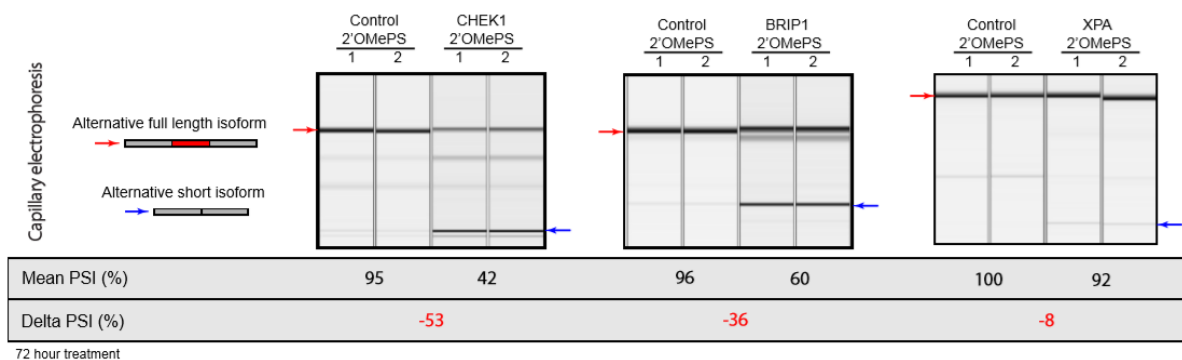 Control CHEK1
2'OMePS 2'OMePS
1 2 1 2
Control BRIP1
2'OMePS 2'OMePS
1 2 1 2
Control XPA
2'OMePS 2'OMePS
1 2 1 2
Capillary electrophoresis
Alternative full length isoform
Alternative short isoform
Mean PSI (%) 95 42 96 60 100 92
Delta PSI (%) -53 -36 -8
72 hour treatment